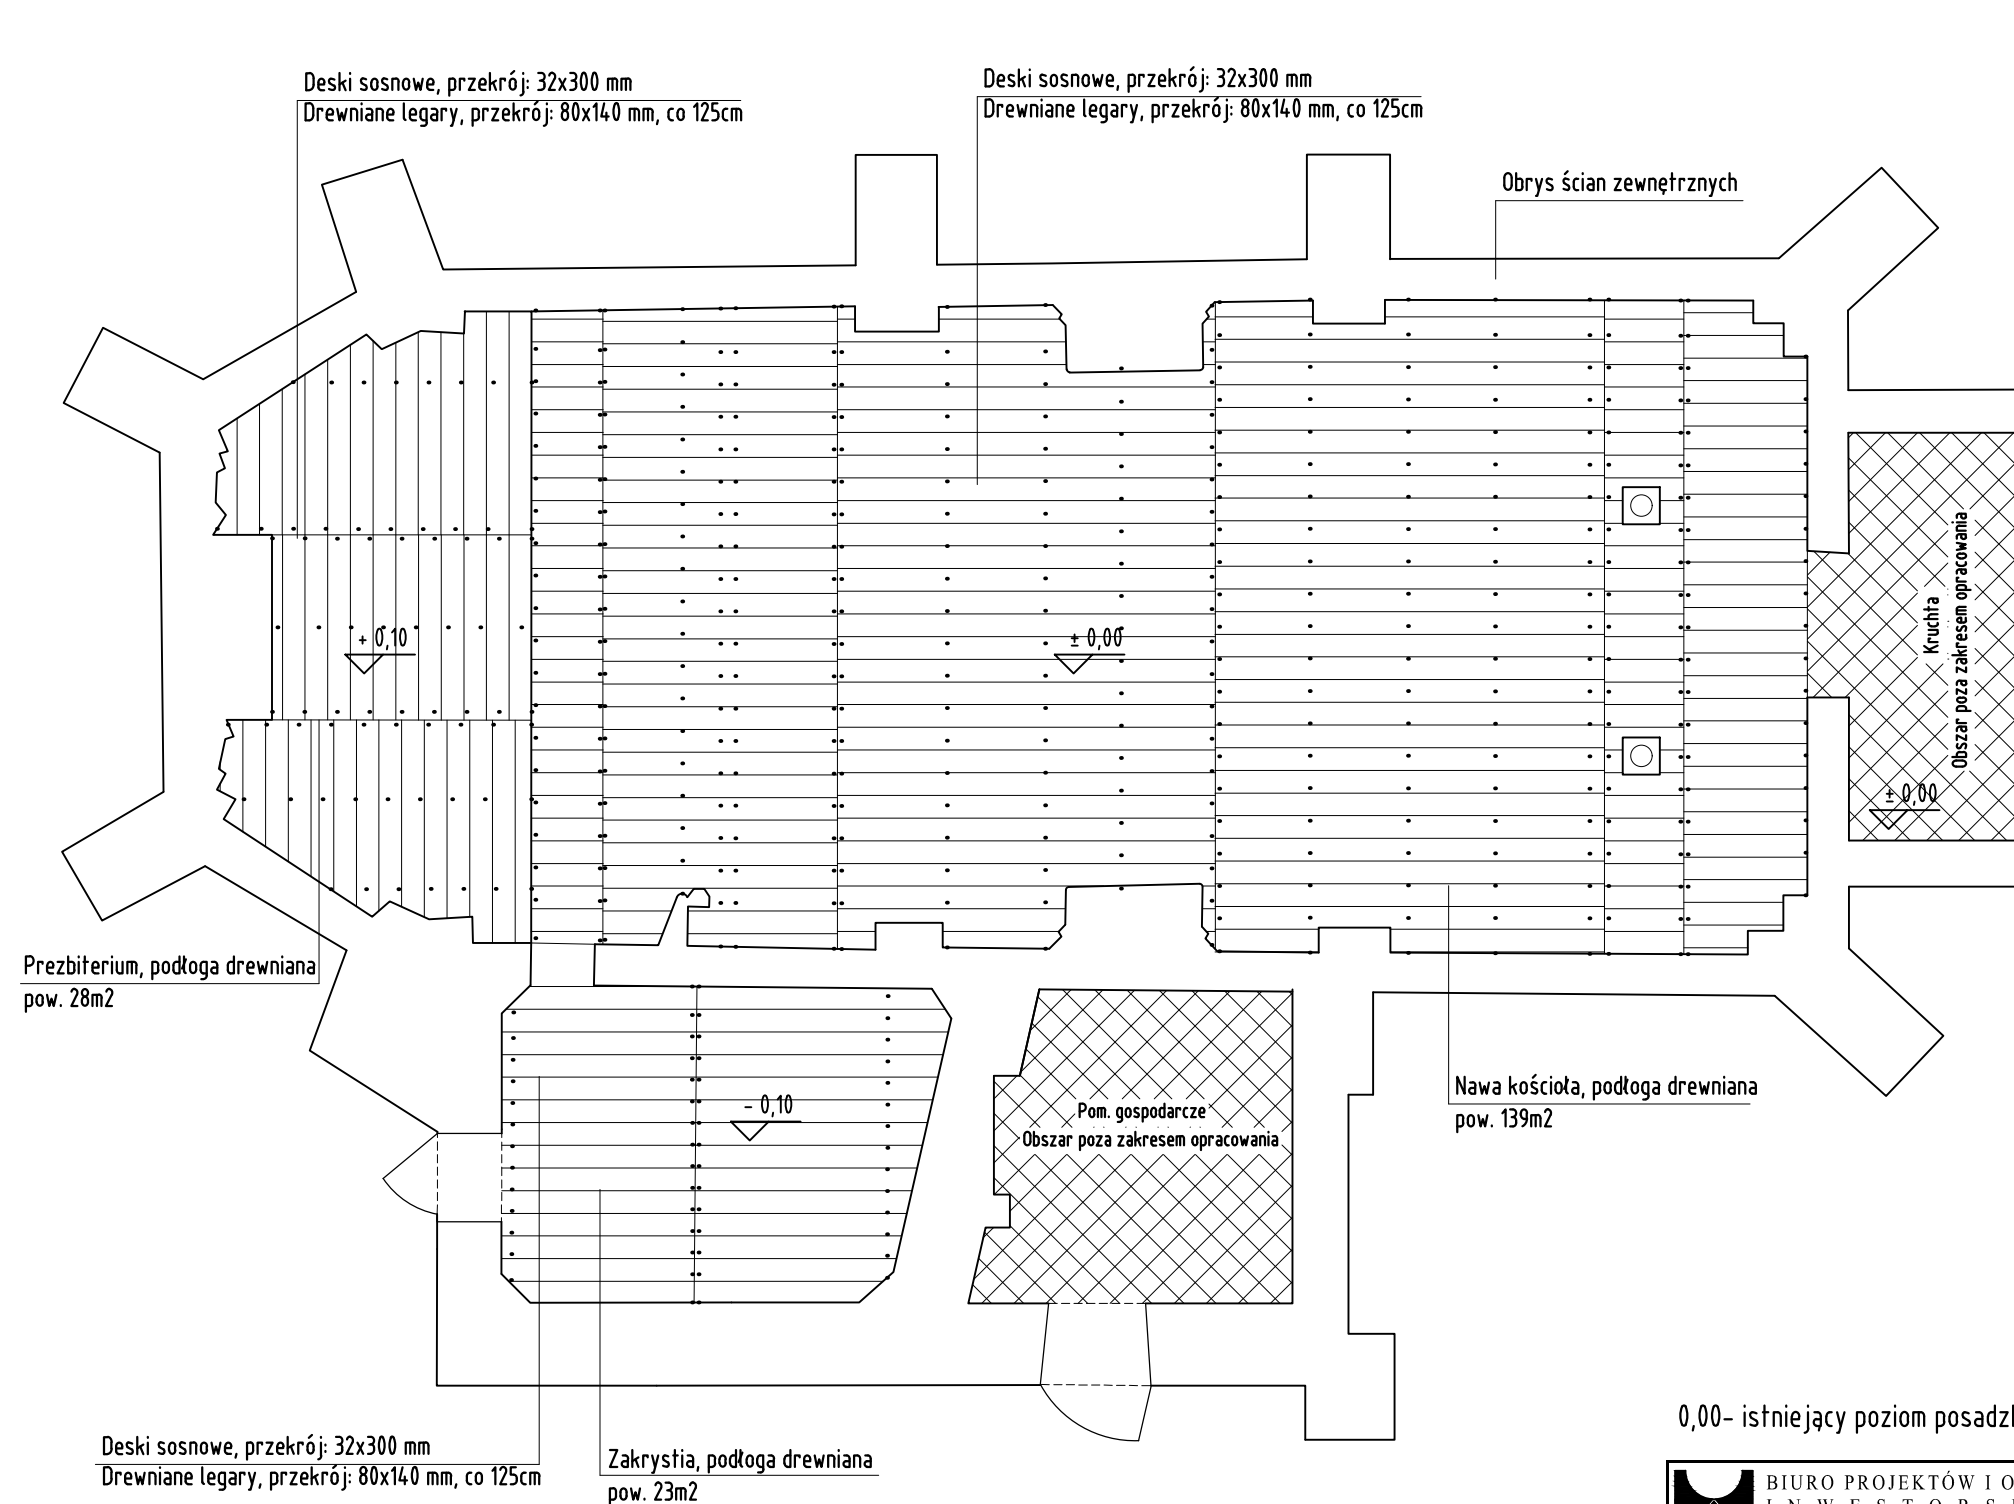 Deski sosnowe, przekrój: 32x300 mm
Drewniane legary, przekrój: 80x140 mm, co 125cm
Deski sosnowe, przekrój: 32x300 mm
Drewniane legary, przekrój: 80x140 mm, co 125cm
Obrys ścian zewnętrznych
+ 0,10
± 0,00
Kruchta
Obszar poza zakresem opracowania
± 0,00
Prezbiterium, podłoga drewniana
pow. 28m2
- 0,10
Pom. gospodarcze
Obszar poza zakresem opracowania
Nawa kościoła, podłoga drewniana
pow. 139m2
Deski sosnowe, przekrój: 32x300 mm
Drewniane legary, przekrój: 80x140 mm, co 125cm
Zakrystia, podłoga drewniana
pow. 23m2
0,00- istniejący poziom
BIURO PROJEKTÓW I